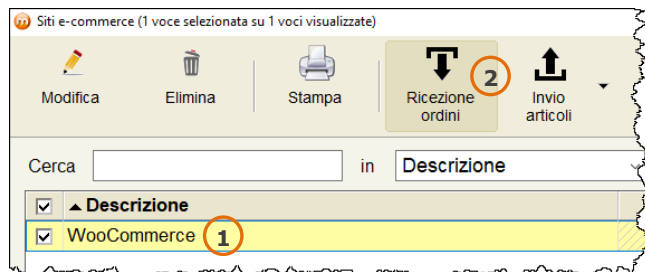 Siti e-commerce (1 voce selezionata su 1 voci visualizzate)
Modifica
Elimina
Stampa
Ricezione
ordini
2
Invio
articoli
Cerca
in
Descrizione
Descrizione
WooCommerce
1